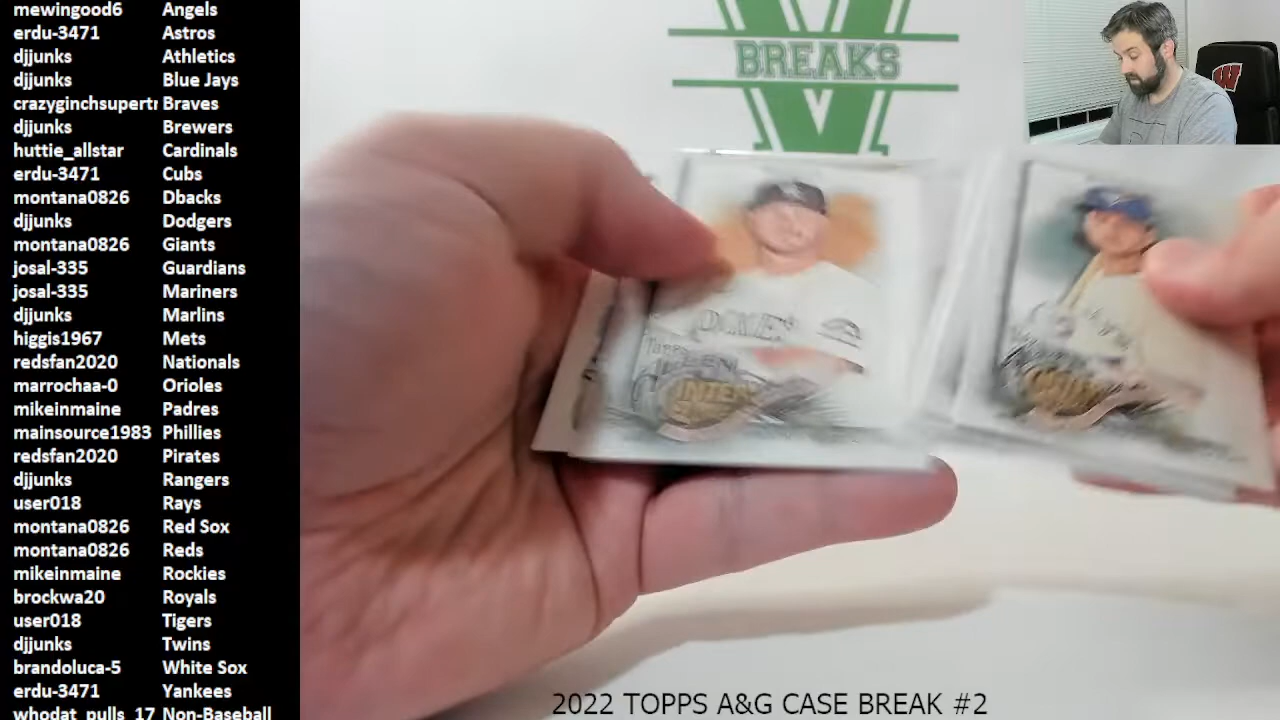 mewingood6 Angels
erdu-3471 Astros
djjunks Athletics
djjunks Blue Jays
crazyginchsupertr Braves
djjunks Brewers
huttie_allstar Cardinals
erdu-3471 Cubs
montana0826 Dbacks
djjunks Dodgers
montana0826 Giants
josal-335 Guardians
josal-335 Mariners
djjunks Marlins
higgis1967 Mets
redsfan2020 Nationals
marrochaa-0 Orioles
mikeinmaine Padres
mainsource1983 Phillies
redsfan2020 Pirates
djjunks Rangers
user018 Rays
montana0826 Red Sox
montana0826 Reds
mikeinmaine Rockies
brockwa20 Royals
user018 Tigers
djjunks Twins
brandoluca-5 White Sox
erdu-3471 Yankees
whodat_pulls_17 Non-Baseball
V
BREAKS
W
2022 TOPPS A&G CASE BREAK #2